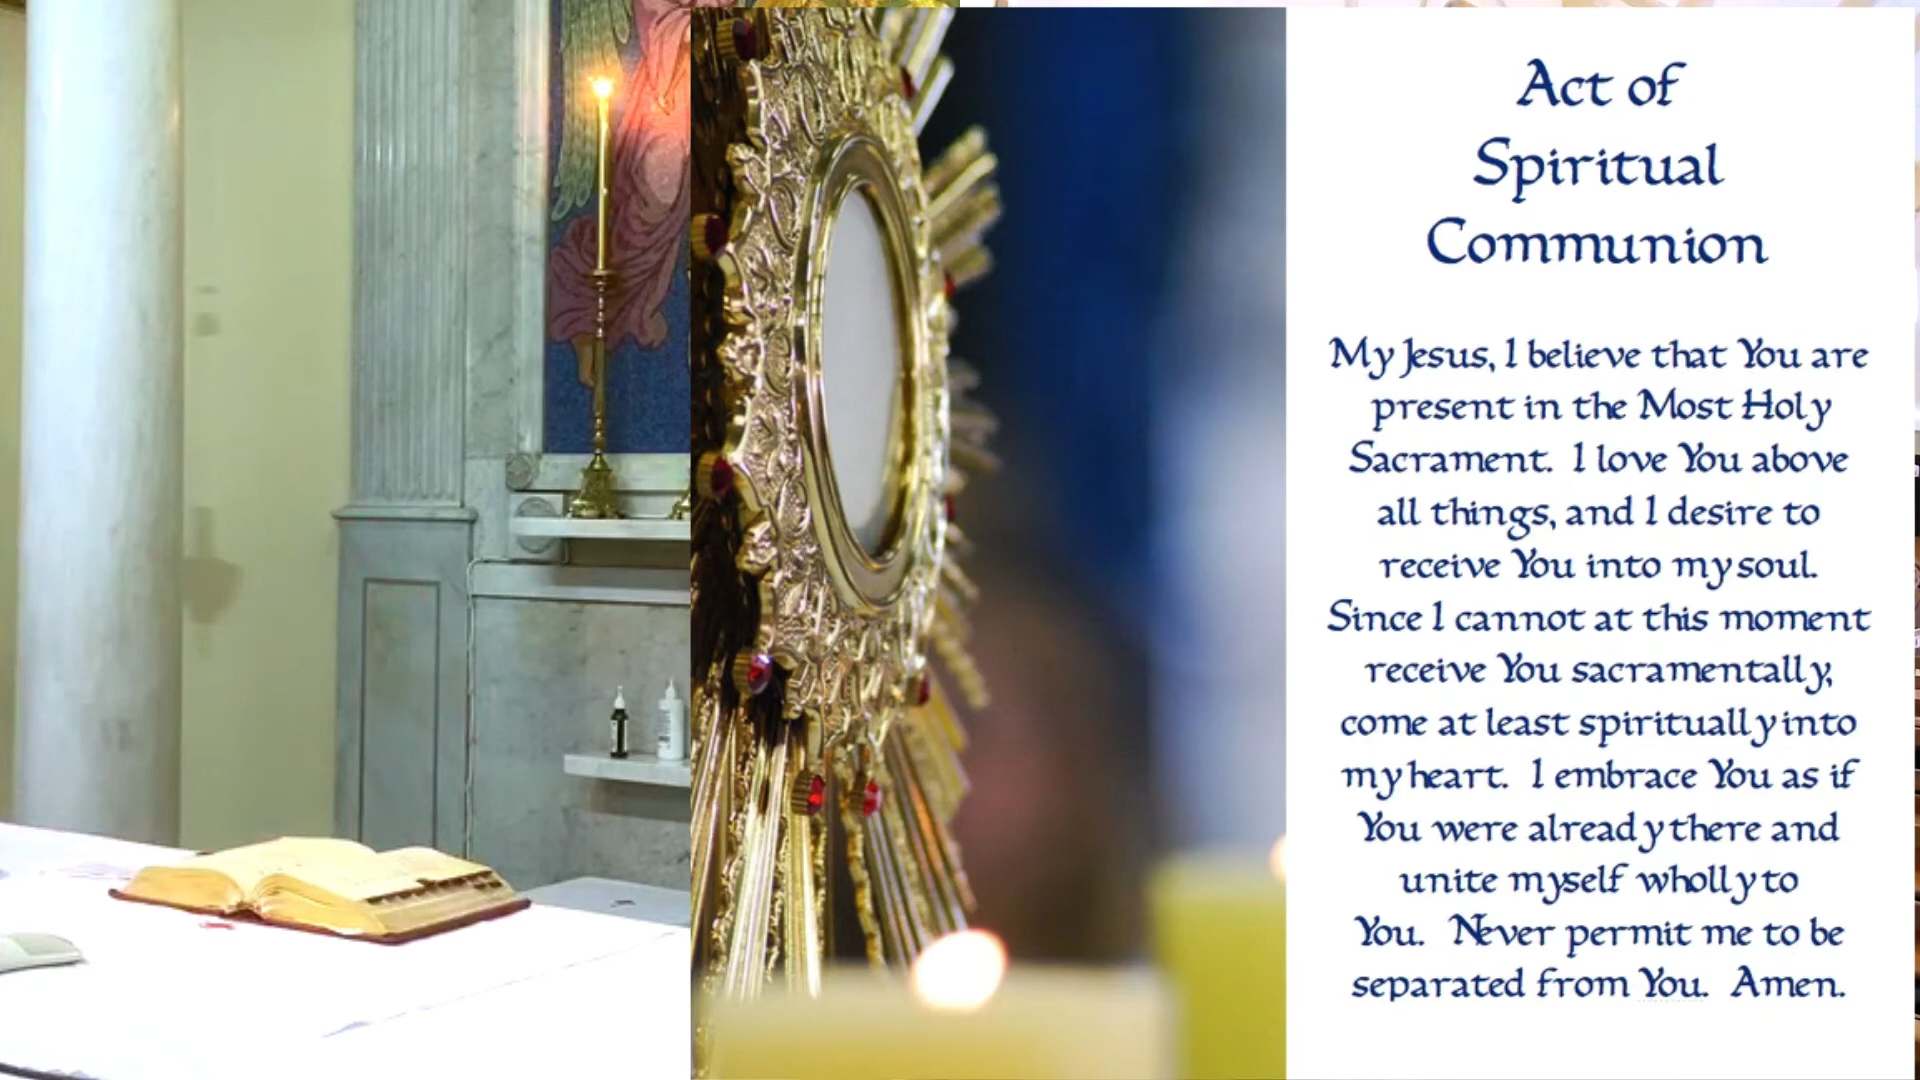 Act of
Spiritual
Communion
My Jesus, I believe that You are
present in the Most Holy
Sacrament. I love You above
all things, and I desire to
receive You into my soul.
Since I cannot at this moment
receive You sacramentally,
come at least spiritually into
my heart. I embrace You as if
You were already there and
unite myself wholly to
You. Never permit me to be
separated from You. Amen.